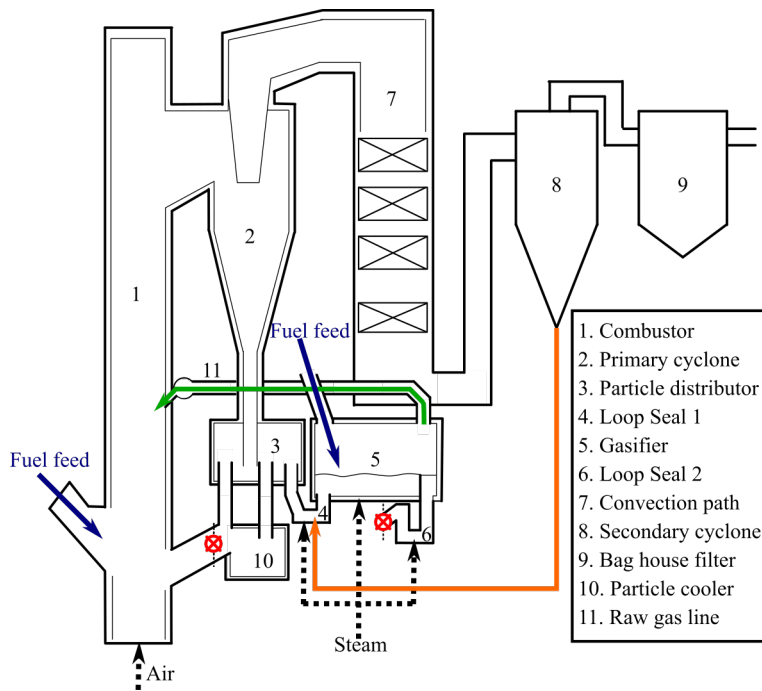 7
8
9
2
1
Fuel feed
11
Fuel feed
3
5
4
6
10
Steam
Air
1. Combustor
2. Primary cyclone
3. Particle distributor
4. Loop Seal 1
5. Gasifier
6. Loop Seal 2
7. Convection path
8. Secondary cyclone
9. Bag house filter
10. Particle cooler
11. Raw gas line